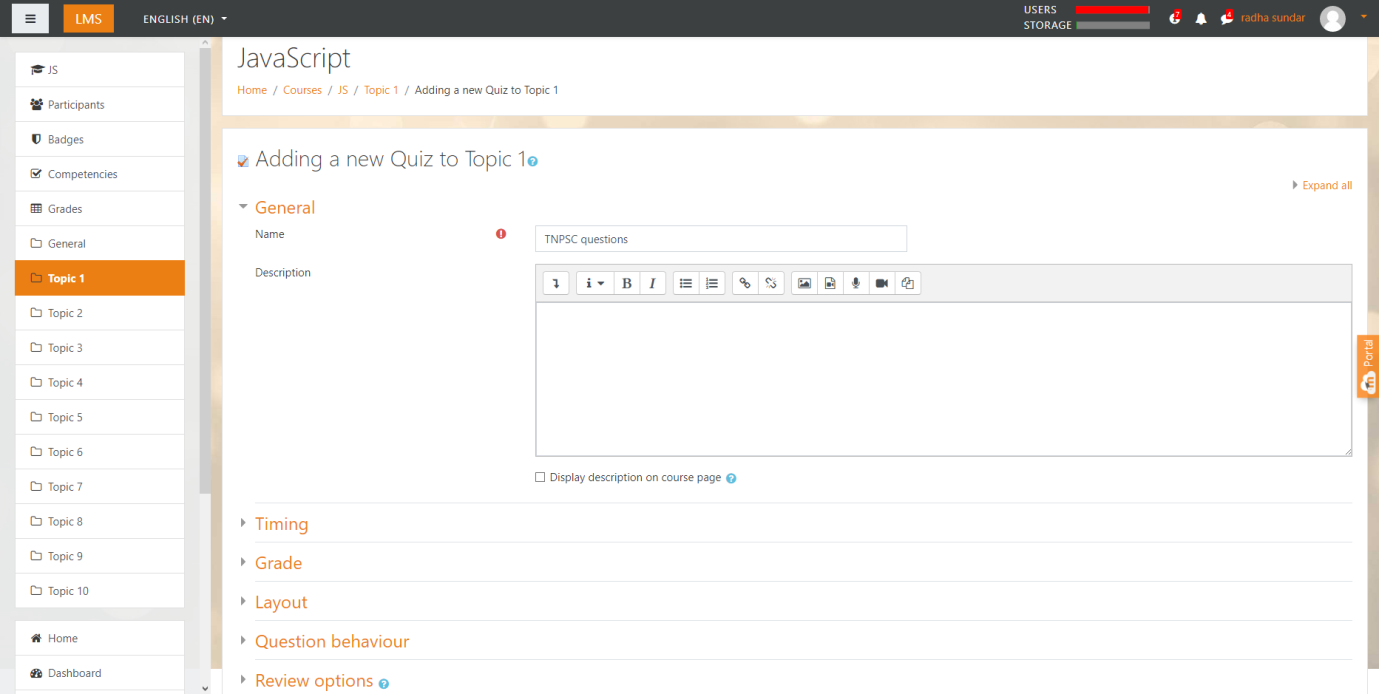 LMS
ENGLISH (EN)
USERS
STORAGE
7
4
radha sundar
JS
Participants
Badges
Competencies
Grades
General
Topic 1
Topic 2
Topic 3
Topic 4
Topic 5
Topic 6
Topic 7
Topic 8
Topic 9
Topic 10
Home
Dashboard
JavaScript
Home / Courses / JS / Topic 1 / Adding a new Quiz to Topic 1
Adding a new Quiz to Topic 1
Expand all
General
Name
TNPSC questions
Description
B I
Display description on course page
Timing
Grade
Layout
Question behaviour
Review options
Portal